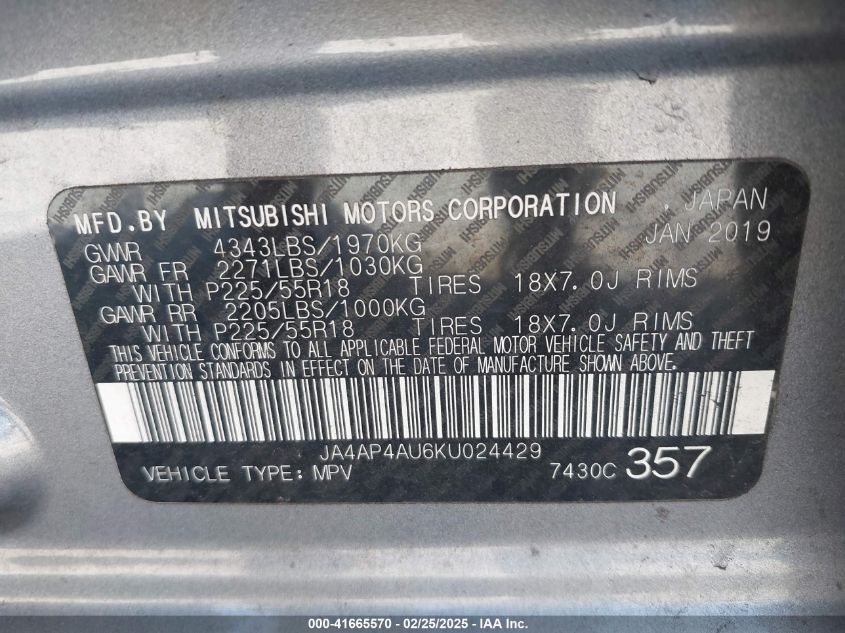 MFD.BY MITSUBISHI MOTORS CORPORATION JAPAN
GVWR 4343LBS/1970KG JAN 2019
GAWR FR 2271LBS/1030KG
WITH P225/55R18 TIRES 18X7.0J RIMS
GAWR RR 2205LBS/1000KG
WITH P225/55R18 TIRES 18X7.0J RIMS
THIS VEHICLE CONFORMS TO ALL APPLICABLE FEDERAL MOTOR VEHICLE SAFETY AND THEFT
PREVENTION STANDARDS IN EFFECT ON THE DATE OF MANUFACTURE SHOWN ABOVE.
JA4AP4AU6KU024429
VEHICLE TYPE: MPV 7430C 357
000-41665570 - 02/25/2025 - IAA Inc.